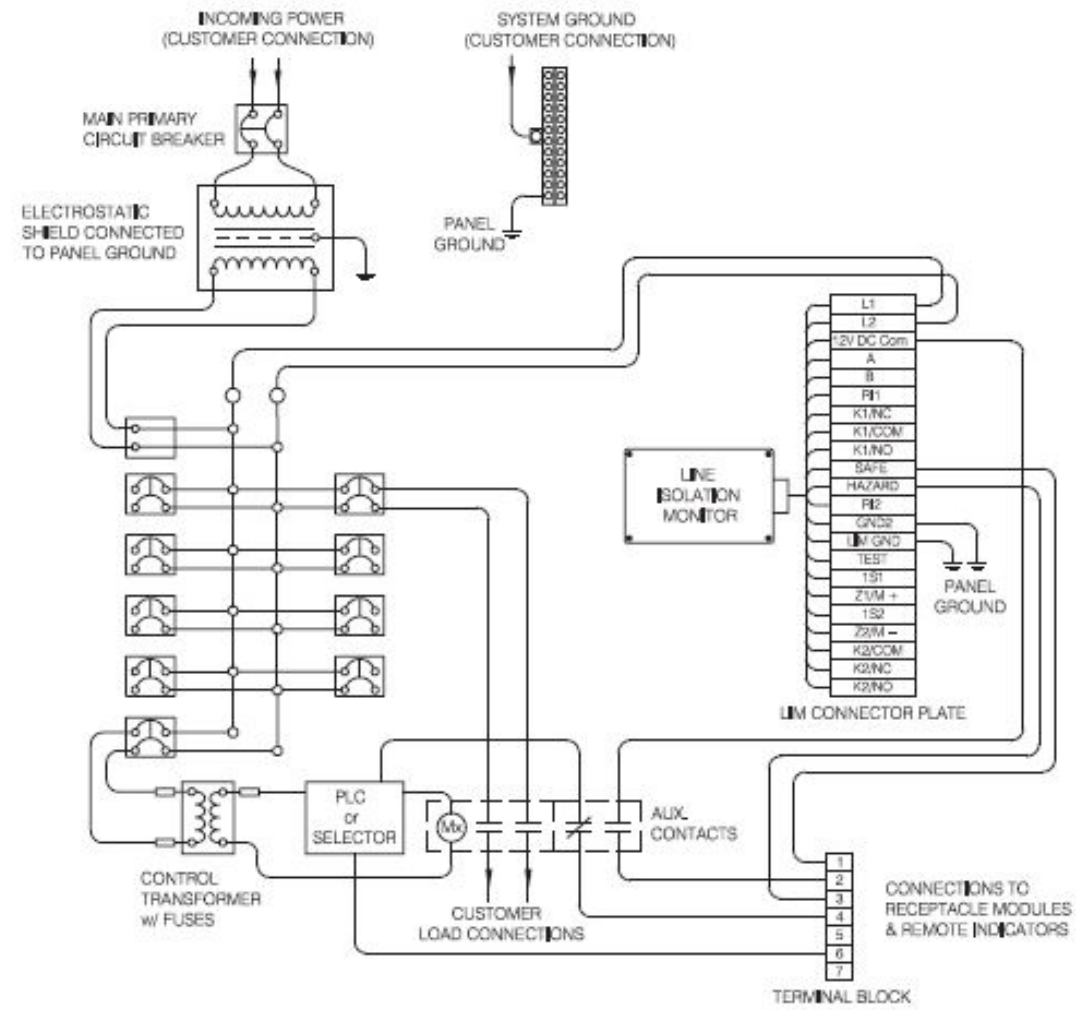 INCOMING POWER
(CUSTOMER CONNECTION)
SYSTEM GROUND
(CUSTOMER CONNECTION)
MAIN PRIMARY
CIRCUIT BREAKER
ELECTROSTATIC
SHIELD CONNECTED
TO PANEL GROUND
PANEL
GROUND
L1
L2
12V DC Com
A
B
RI1
K1/NC
K1/COM
K1/NO
SAFE
HAZARD
RI2
GND2
LIM GND
TEST
1S1
Z1/M +
1S2
Z2/M −
K2/COM
K2/NC
K2/NO
LINE
ISOLATION
MONITOR
PANEL
GROUND
LIM CONNECTOR PLATE
PLC
or
SELECTOR
Mx
AUX.
CONTACTS
CONTROL
TRANSFORMER
w/ FUSES
CUSTOMER
LOAD CONNECTIONS
1
2
3
4
5
6
7
CONNECTIONS TO
RECEPTACLE MODULES
& REMOTE INDICATORS
TERMINAL BLOCK